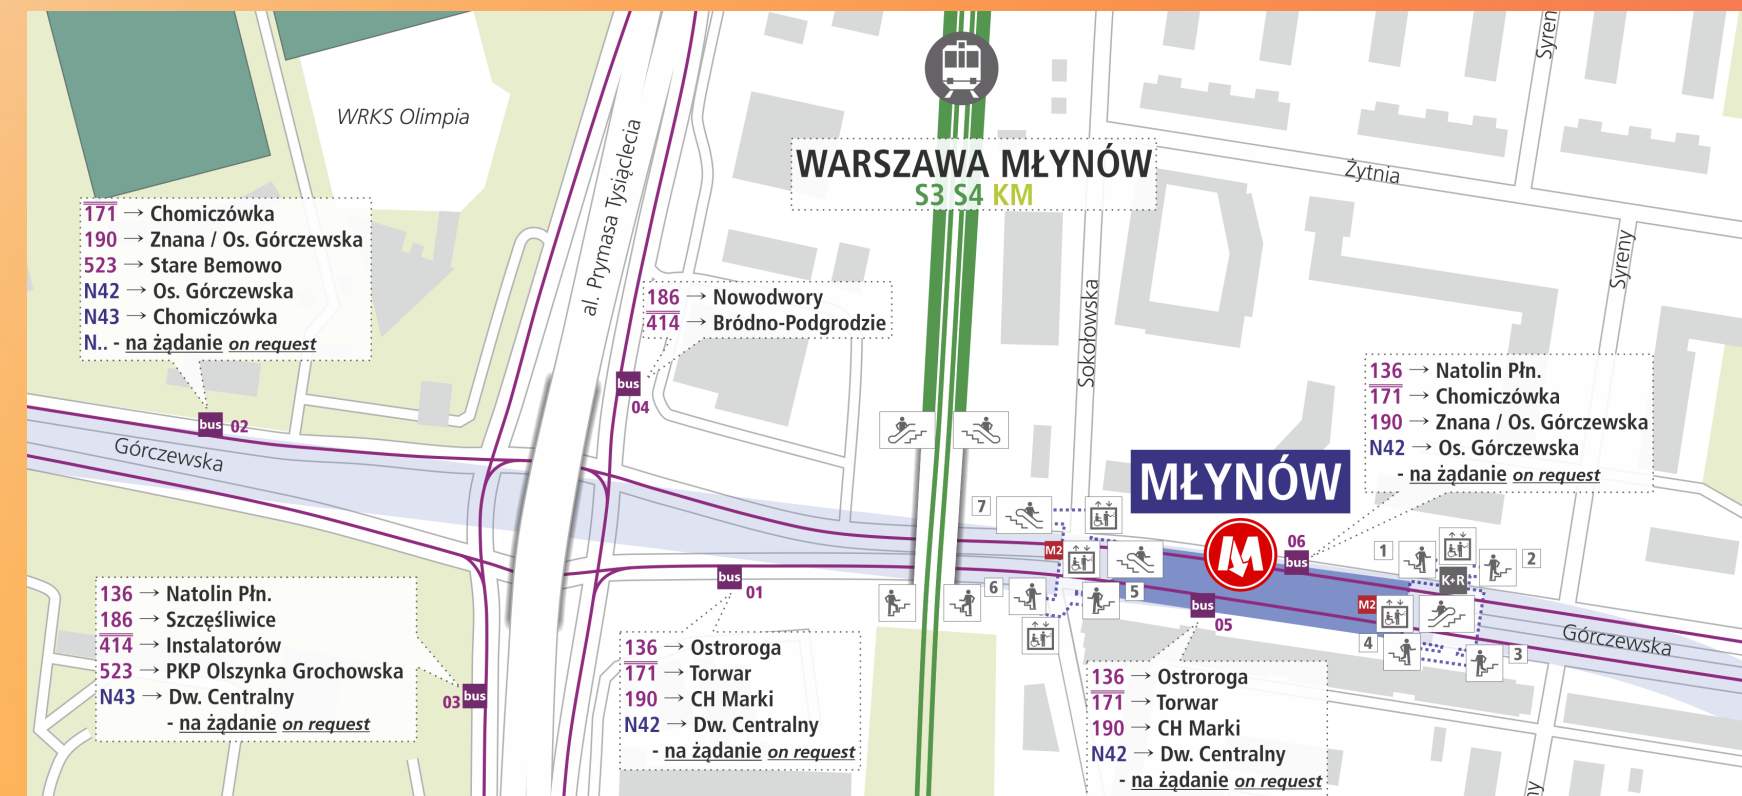 Syren
WRKS Olimpia
al. Prymasa Tysiąclecia
WARSZAWA MŁYNÓW
S3 S4 KM
Żytnia
Syreny
Sokołowska
171 → Chomiczówka
190 → Znana / Os. Górczewska
523 → Stare Bemowo
N42 → Os. Górczewska
N43 → Chomiczówka
N.. - na żądanie on request
186 → Nowodwory
414 → Bródno-Podgrodzie
bus
04
bus 02
Górczewska
136 → Natolin Płn.
171 → Chomiczówka
190 → Znana / Os. Górczewska
N42 → Os. Górczewska
- na żądanie on request
MŁYNÓW
M
7
M2
6
5
06
bus
1
2
K+R
M2
4
3
Górczewska
bus
01
bus
05
136 → Natolin Płn.
186 → Szczęśliwice
414 → Instalatorów
523 → PKP Olszynka Grochowska
N43 → Dw. Centralny
- na żądanie on request
03 bus
136 → Ostroroga
171 → Torwar
190 → CH Marki
N42 → Dw. Centralny
- na żądanie on request
136 → Ostroroga
171 → Torwar
190 → CH Marki
N42 → Dw. Centralny
- na żądanie on request
ny